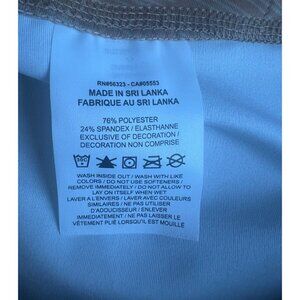 RN#56323 - CA#05553
MADE IN SRI LANKA
FABRIQUE AU SRI LANKA
76% POLYESTER
24% SPANDEX / ELASTHANNE
EXCLUSIVE OF DECORATION /
DECORATION NON COMPRISE
WASH INSIDE OUT / WASH WITH LIKE
COLORS / DO NOT USE SOFTENERS /
REMOVE IMMEDIATELY / DO NOT ALLOW TO
LAY ON ITSELF WHEN WET
LAVER A L'ENVERS / LAVER AVEC COULEURS
SIMILAIRES / NE PAS UTILISER
D'ADOUCISSEUR / ENLEVER
IMMEDIATEMENT / NE PAS LAISSER LE
VÊTEMENT PLIÉ LORSQU'IL EST MOUILLÉ